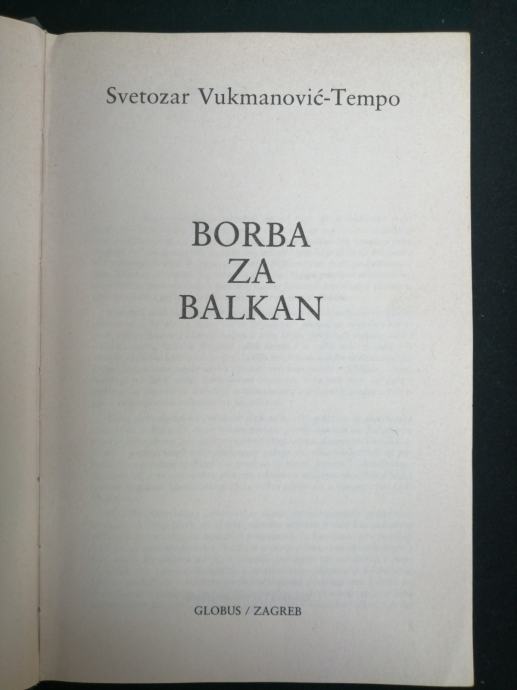 Svetozar Vukmanović-Tempo
BORBA
ZA
BALKAN
GLOBUS / ZAGREB